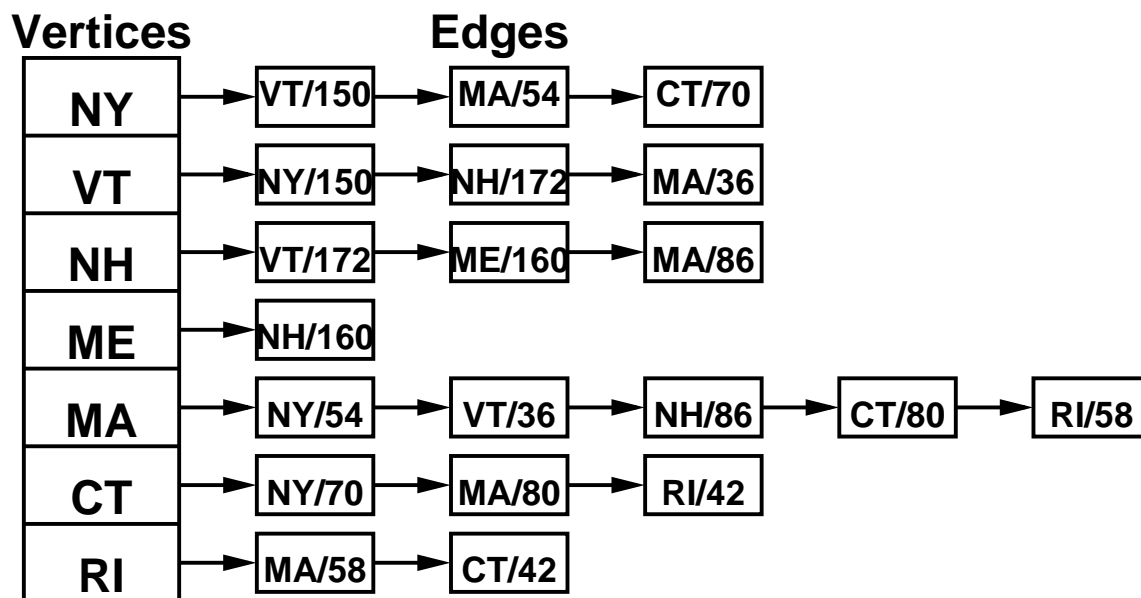 Vertices Edges
NY VT/150 MA/54 CT/70
VT NY/150 NH/172 MA/36
NH VT/172 ME/160 MA/86
ME NH/160
MA NY/54 VT/36 NH/86 CT/80 RI/58
CT NY/70 MA/80 RI/42
RI MA/58 CT/42